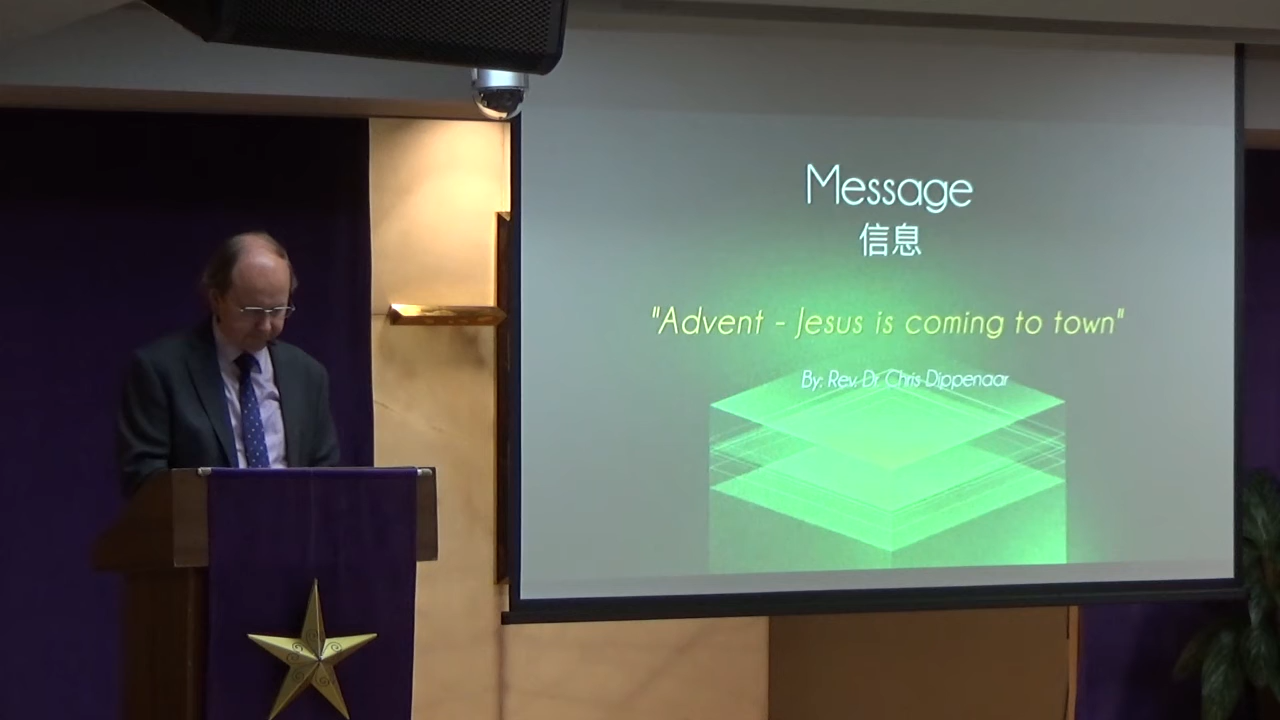 Message
信息
"Advent - Jesus is coming to town"
By: Rev. Dr. Chris Dippenaar